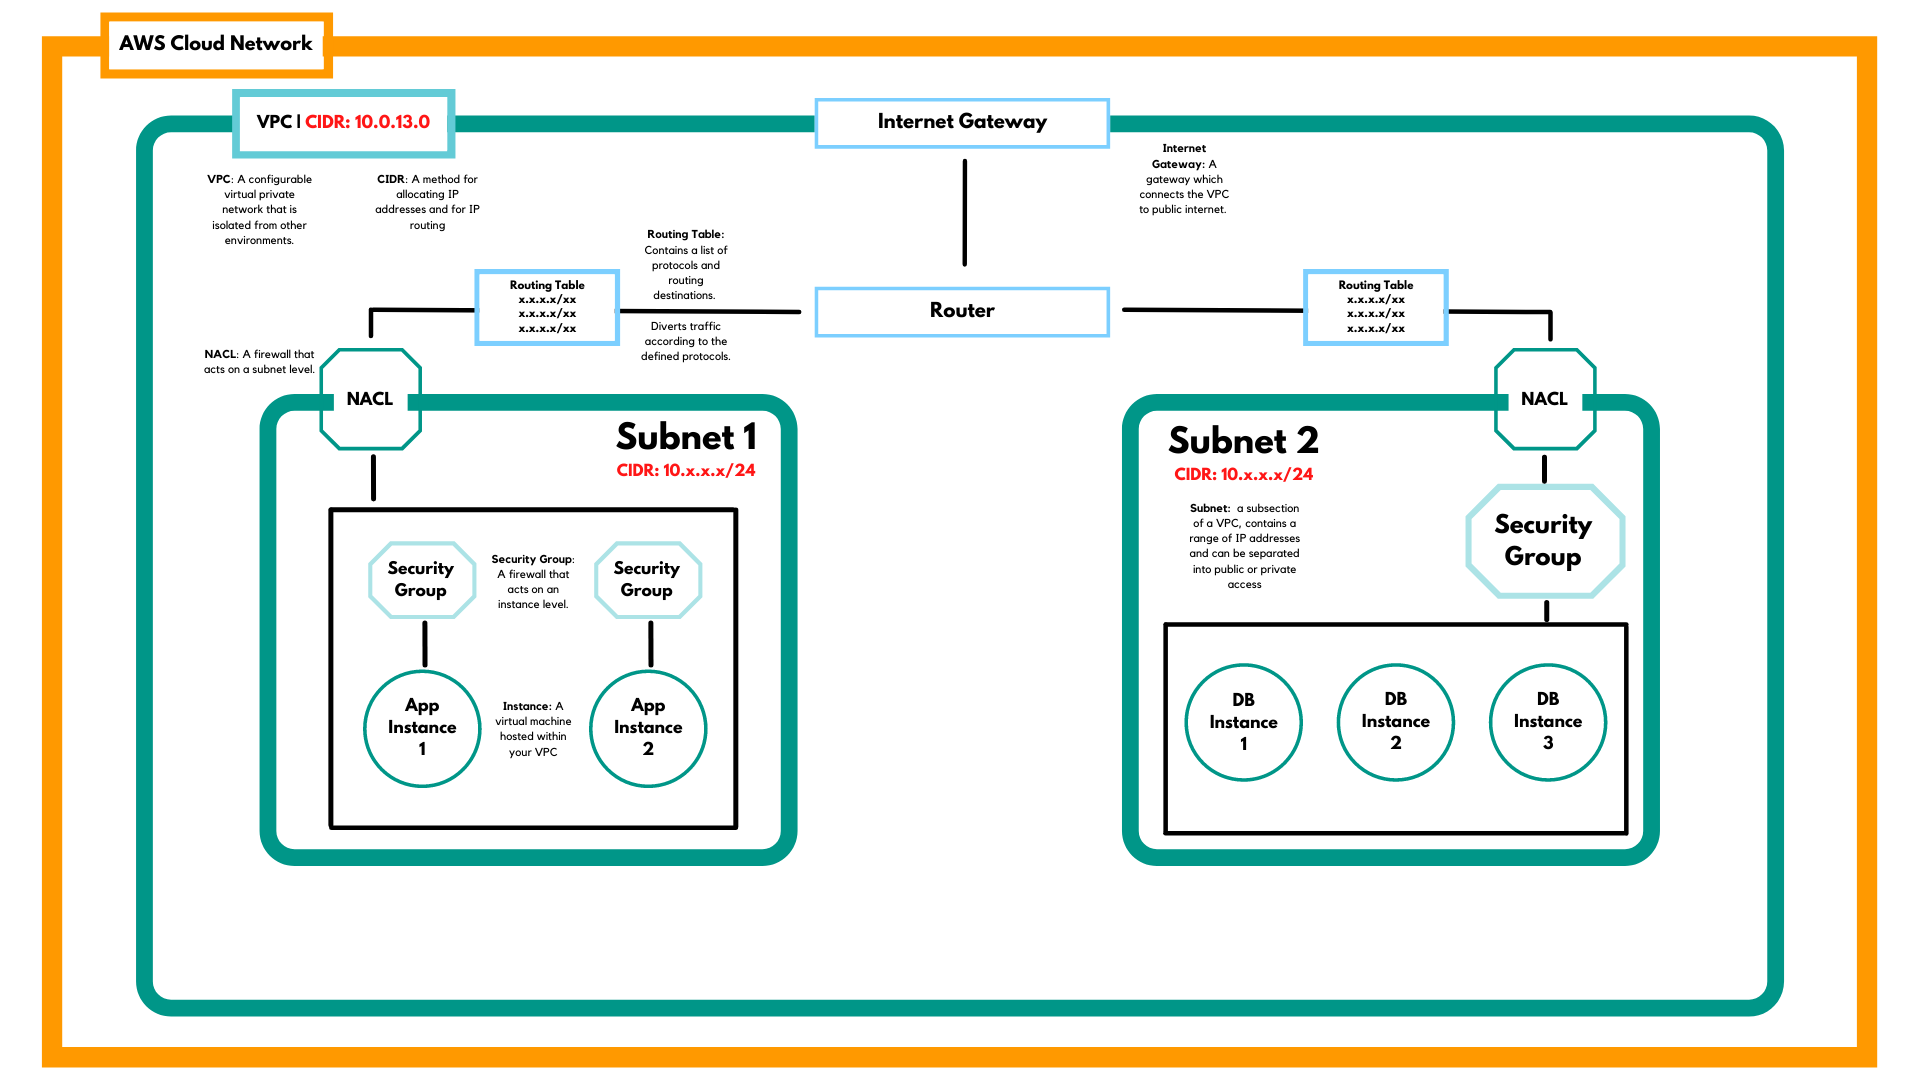 AWS Cloud Network
VPC | CIDR: 10.0.13.0
Internet Gateway
VPC: A configurable
virtual private
network that is
isolated from other
environments.
CIDR: A method for
allocating IP
addresses and for IP
routing
Internet
Gateway: A
gateway which
connects the VPC
to public internet.
Routing Table:
Contains a list of
protocols and
routing
destinations.
Diverts traffic
according to the
defined protocols.
Routing Table
x.x.x.x/xx
x.x.x.x/xx
x.x.x.x/xx
Router
Routing Table
x.x.x.x/xx
x.x.x.x/xx
x.x.x.x/xx
NACL: A firewall that
acts on a subnet level.
NACL
NACL
Subnet 1
CIDR: 10.x.x.x/24
Security
Group
Security Group:
A firewall that
acts on an
instance level.
Security
Group
App
Instance
1
Instance: A
virtual machine
hosted within
your VPC
App
Instance
2
Subnet 2
CIDR: 10.x.x.x/24
Subnet: a subsection
of a VPC, contains a
range of IP addresses
and can be separated
into public or private
access
Security
Group
DB
Instance
1
DB
Instance
2
DB
Instance
3